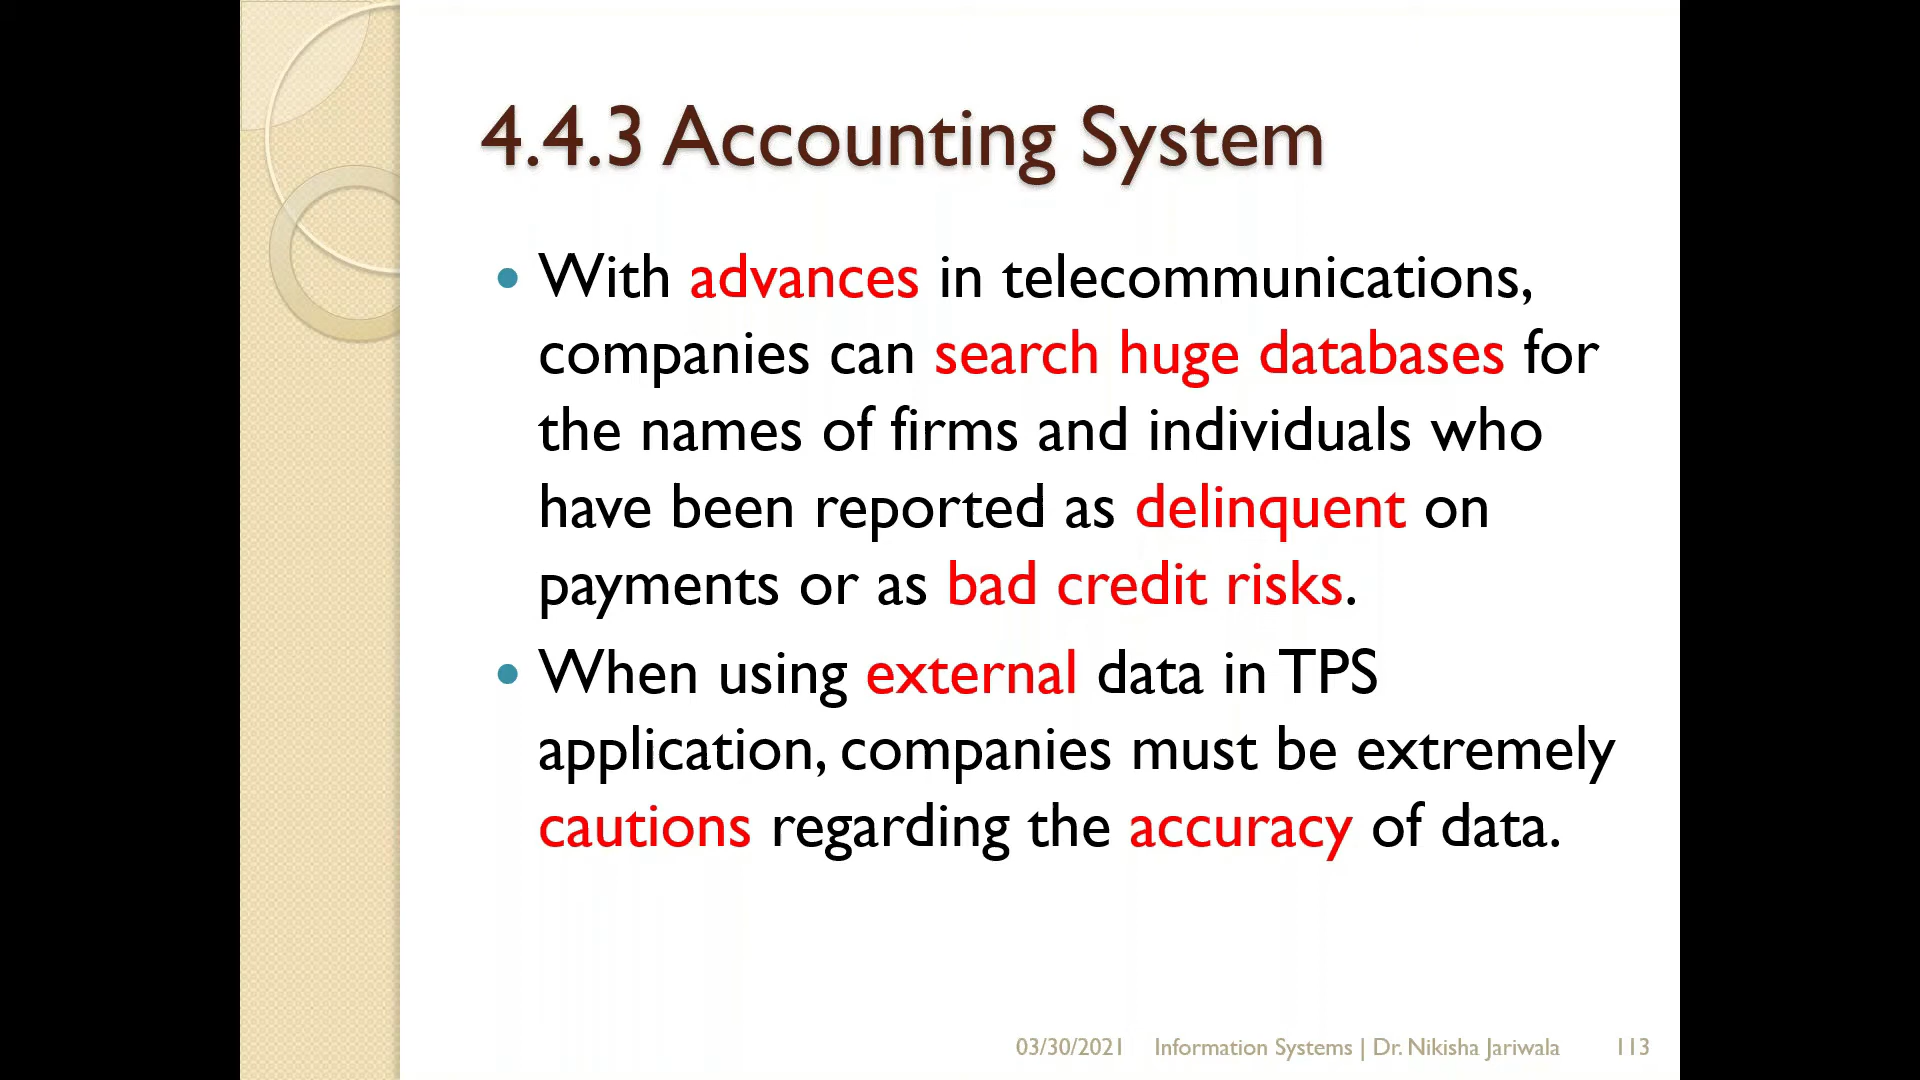 4.4.3 Accounting System
• With advances in telecommunications,
companies can search huge databases for
the names of firms and individuals who
have been reported as delinquent on
payments or as bad credit risks.
• When using external data in TPS
application, companies must be extremely
cautions regarding the accuracy of data.
03/30/2021 Information Systems | Dr. Nikisha Jariwala 113